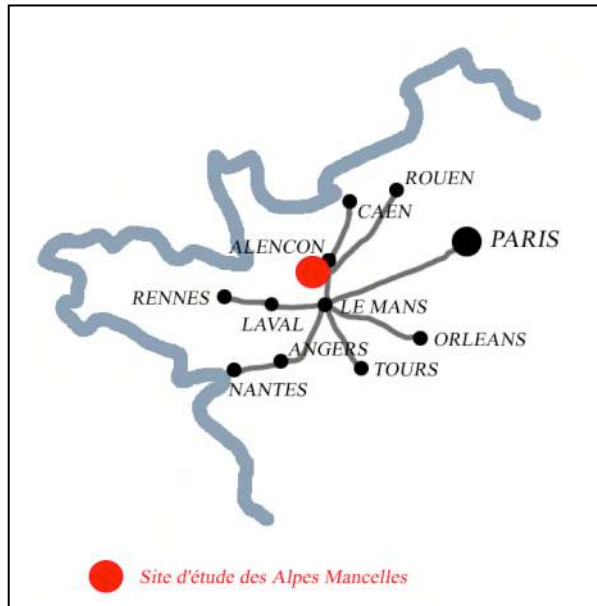 ROUEN
CAEN
PARIS
ALENCON
RENNES
LE MANS
LAVAL
ORLEANS
ANGERS
TOURS
NANTES
Site d'étude des Alpes Mancelles